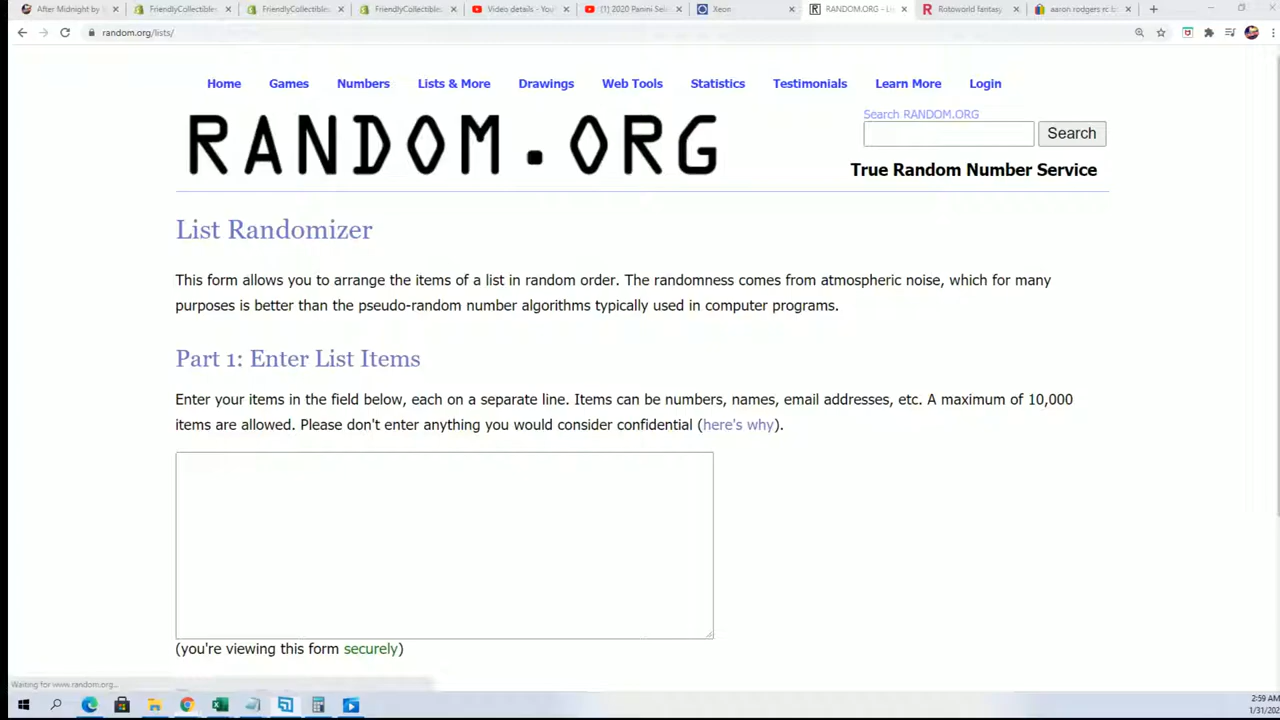 After Midnight by
FriendlyCollectibles
FriendlyCollectibles
FriendlyCollectibles
Video details - You
(1) 2020 Panini Sele
Xeon
RANDOM.ORG - Li
Rotoworld fantasy
aaron rodgers rc b
random.org/lists/
Home Games Numbers Lists & More Drawings Web Tools Statistics Testimonials Learn More Login
Search RANDOM.ORG
RANDOM.ORG
Search
True Random Number Service
List Randomizer
This form allows you to arrange the items of a list in random order. The randomness comes from atmospheric noise, which for many
purposes is better than the pseudo-random number algorithms typically used in computer programs.
Part 1: Enter List Items
Enter your items in the field below, each on a separate line. Items can be numbers, names, email addresses, etc. A maximum of 10,000
items are allowed. Please don't enter anything you would consider confidential (here's why).
(you're viewing this form securely)
Waiting for www.random.org...
2:59 AM
1/31/202